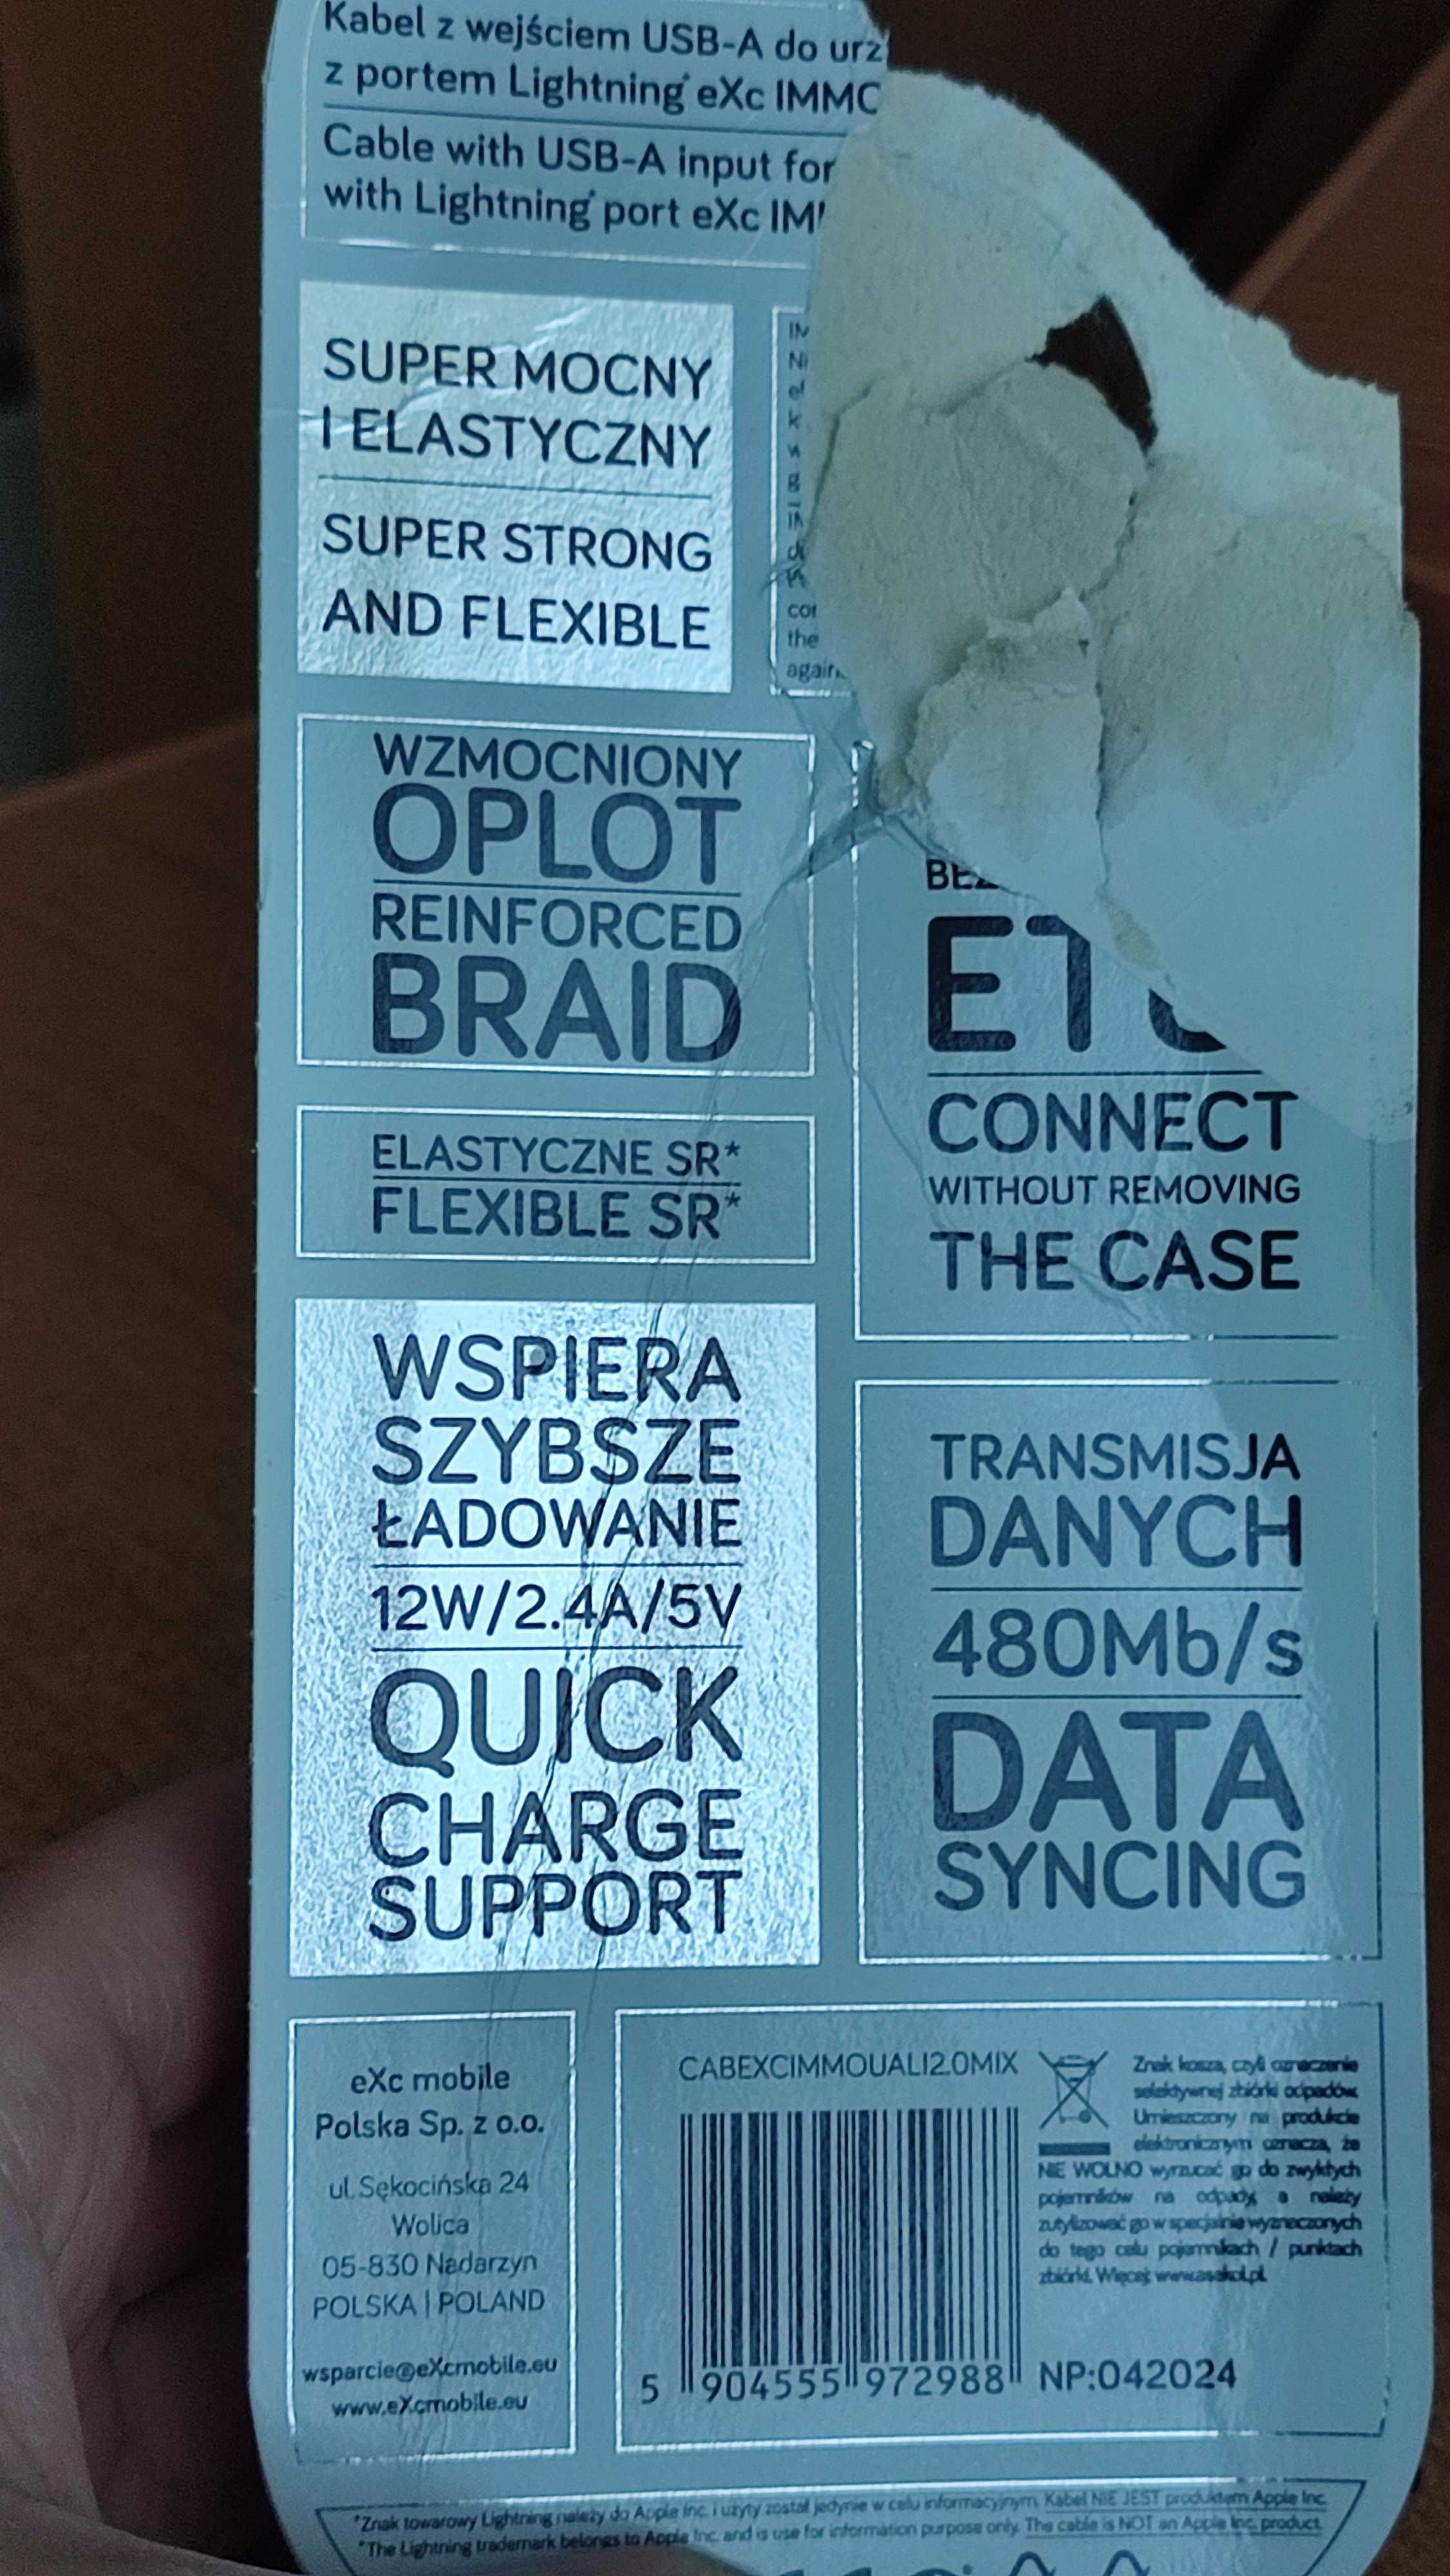 Kabel z wejściem USB-A do urz
z portem Lightning* eXc IMMO
Cable with USB-A input for
with Lightning* port eXc IM
SUPER MOCNY
I ELASTYCZNY
SUPER STRONG
AND FLEXIBLE
the
WZMOCNIONY
OPLOT
REINFORCED
BRAID
ELASTYCZNE SR*
FLEXIBLE SR*
CONNECT
WITHOUT REMOVING
THE CASE
WSPIERA
SZYBSZE
ŁADOWANIE
12W/2.4A/5V
QUICK
CHARGE
SUPPORT
TRANSMISJA
DANYCH
480Mb/s
DATA
SYNCING
eXc mobile
Polska Sp. z o.o.
ul. Sękocińska 24
Wolica
05-830 Nadarzyn
POLSKA | POLAND
wsparcie@eXcmobile.eu
www.eXcmobile.eu
CABEXCIMMOUALI2.0MIX
5 904555 972988
NP:042024
Znak kosza, czyli oznaczenie
selektywnej zbiórki odpadów.
Umieszczony na produkcie
elektronicznym oznacza, że
NIE WOLNO wyrzucać go do zwykłych
pojemników na odpady, a należy
zutylizować go w specjalnie wyznaczonych
do tego celu pojemnikach / punktach
zbiórki. Więcej: www.asekol.pl
*Znak towarowy Lightning należy do Apple Inc. i użyty został jedynie w celu informacyjnym. Kabel NIE JEST produktem Apple Inc.
*The Lightning trademark belongs to Apple Inc. and is use for information purpose only. The cable is NOT an Apple Inc. product.